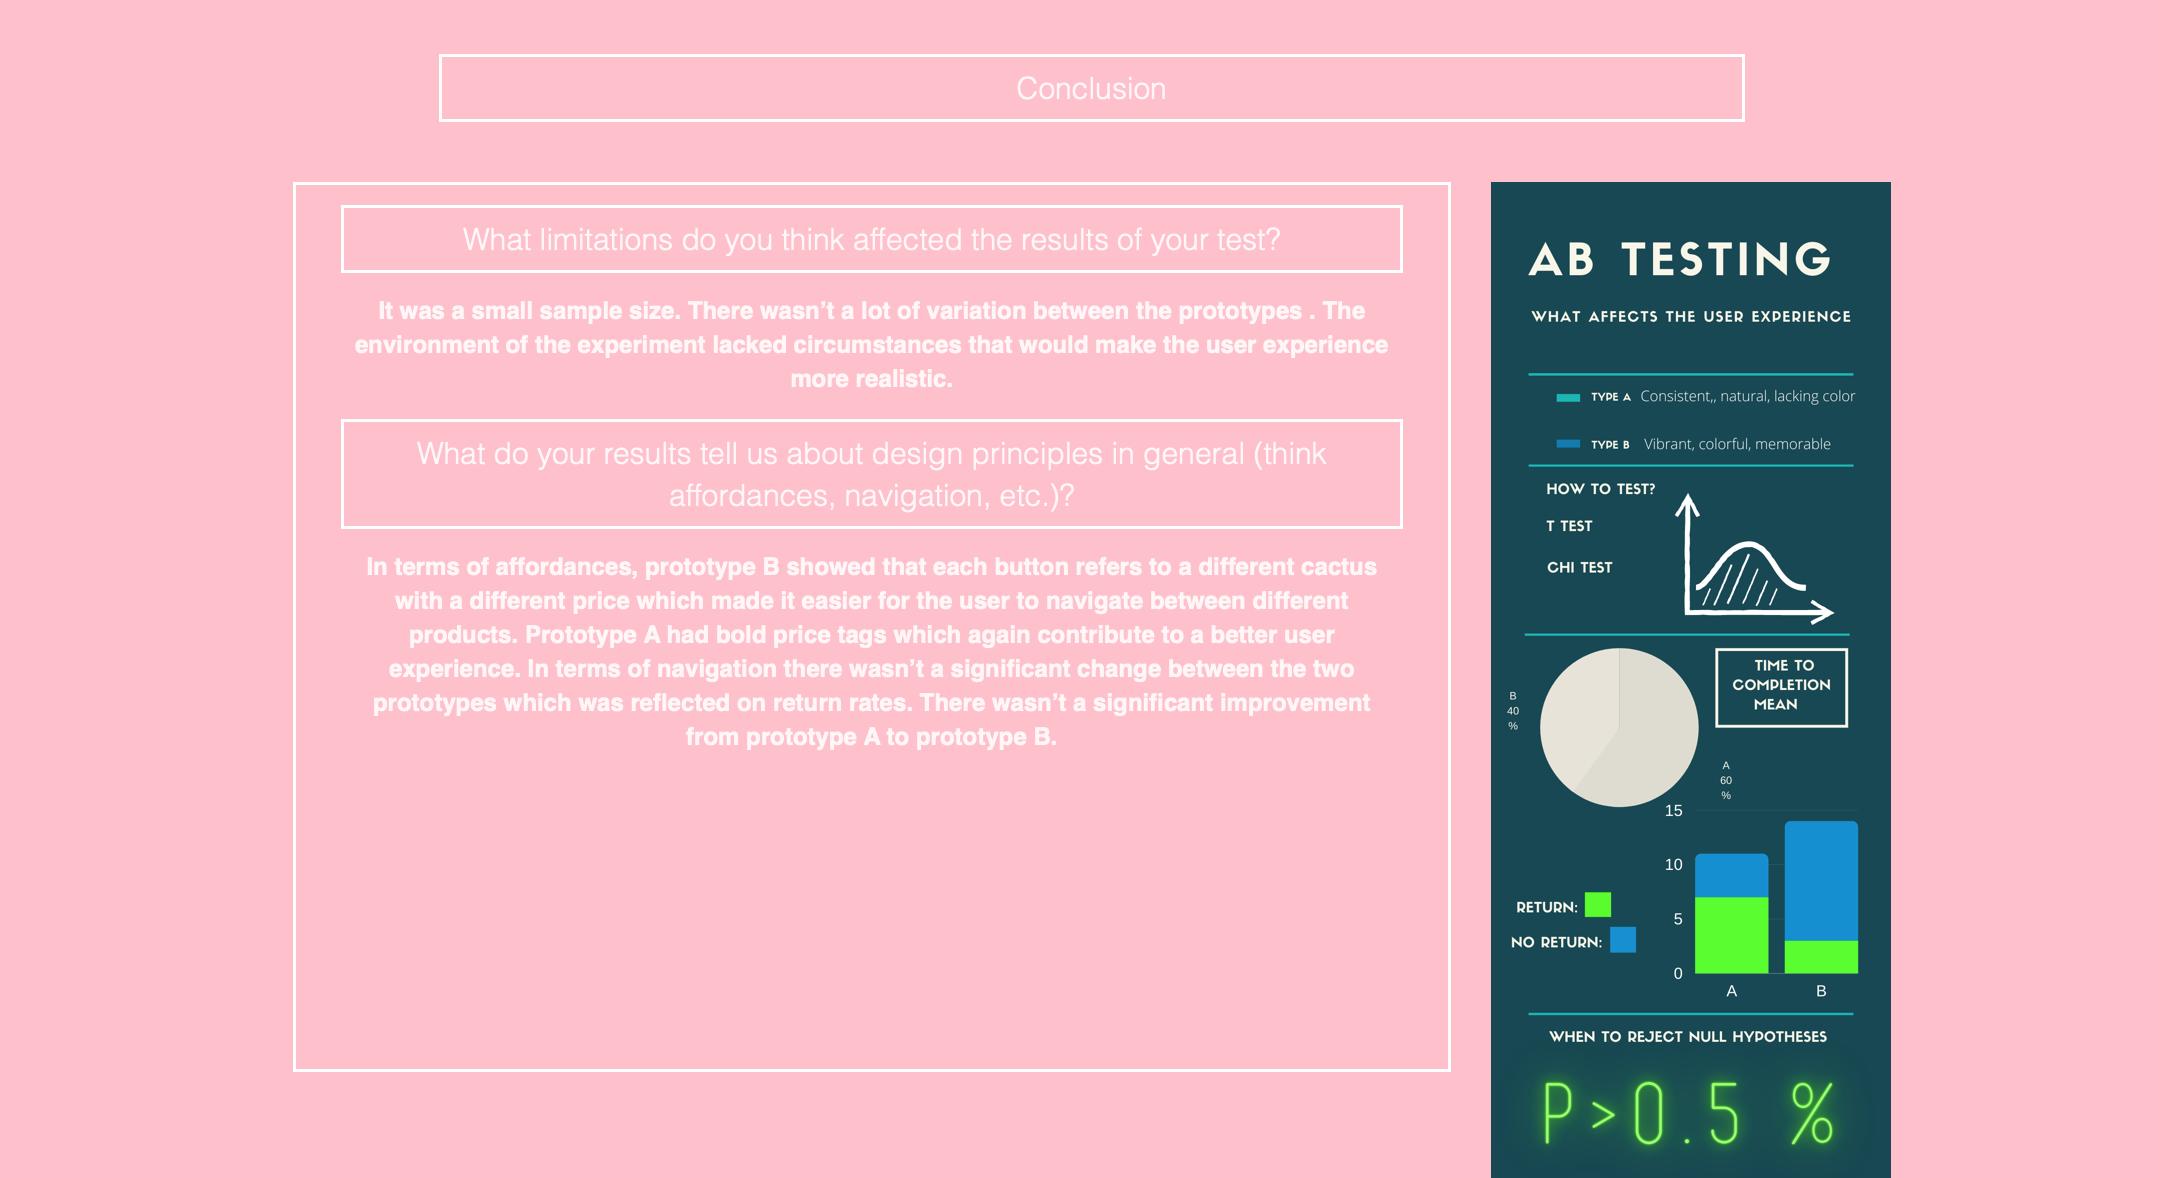 Conclusion
What limitations do you think affected the results of your test?
It was a small sample size. There wasn’t a lot of variation between the prototypes . The
environment of the experiment lacked circumstances that would make the user experience
more realistic.
What do your results tell us about design principles in general (think
affordances, navigation, etc.)?
In terms of affordances, prototype B showed that each button refers to a different cactus
with a different price which made it easier for the user to navigate between different
products. Prototype A had bold price tags which again contribute to a better user
experience. In terms of navigation there wasn’t a significant change between the two
prototypes which was reflected on return rates. There wasn’t a significant improvement
from prototype A to prototype B.
AB TESTING
WHAT AFFECTS THE USER EXPERIENCE
TYPE A Consistent,, natural, lacking color
TYPE B Vibrant, colorful, memorable
HOW TO TEST?
T TEST
CHI TEST
TIME TO
COMPLETION
MEAN
B
40
%
A
60
%
15
10
5
0
RETURN:
NO RETURN:
A B
WHEN TO REJECT NULL HYPOTHESES
P>0.5 %